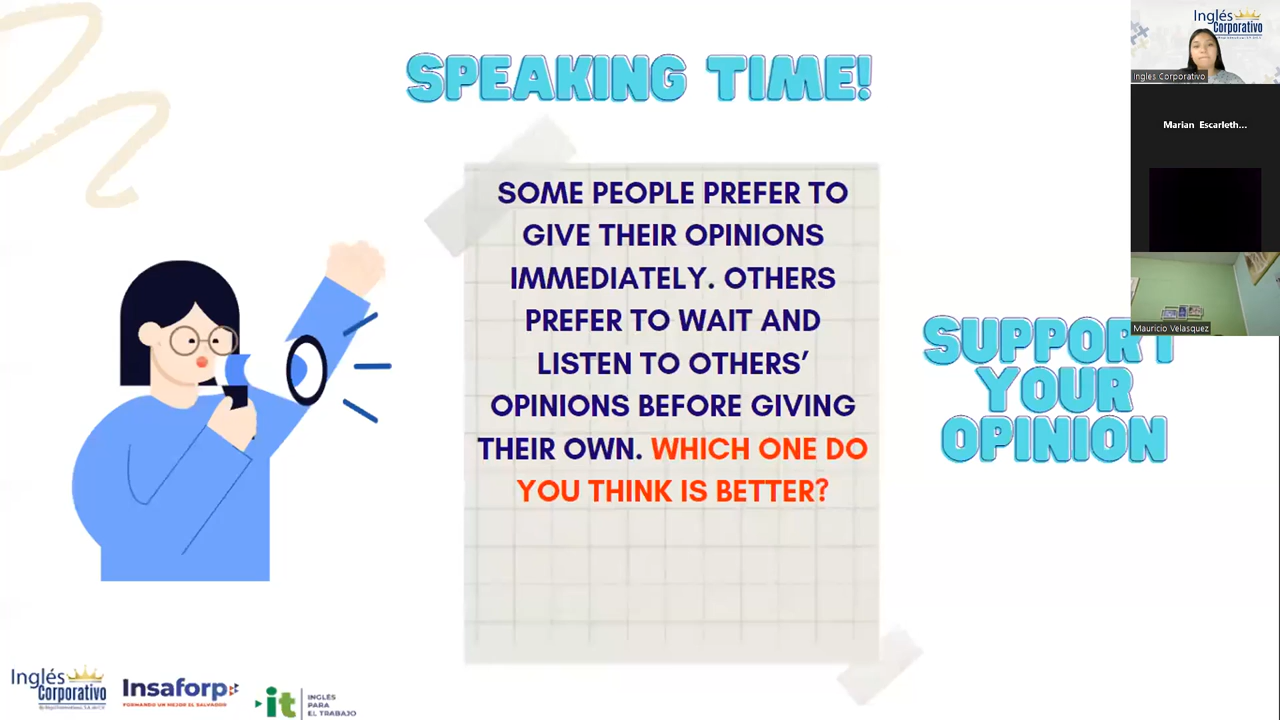 SPEAKING TIME!
SOME PEOPLE PREFER TO
GIVE THEIR OPINIONS
IMMEDIATELY. OTHERS
PREFER TO WAIT AND
LISTEN TO OTHERS’
OPINIONS BEFORE GIVING
THEIR OWN. WHICH ONE DO
YOU THINK IS BETTER?
SUPPORT
YOUR
OPINION
Inglés
Corporativo
Ingles Corporativo
Marian Escarleth...
Mauricio Velasquez
Inglés
Corporativo
Insaforp
FORMANDO UN MEJOR EL SALVADOR
it
INGLÉS
PARA
EL TRABAJO